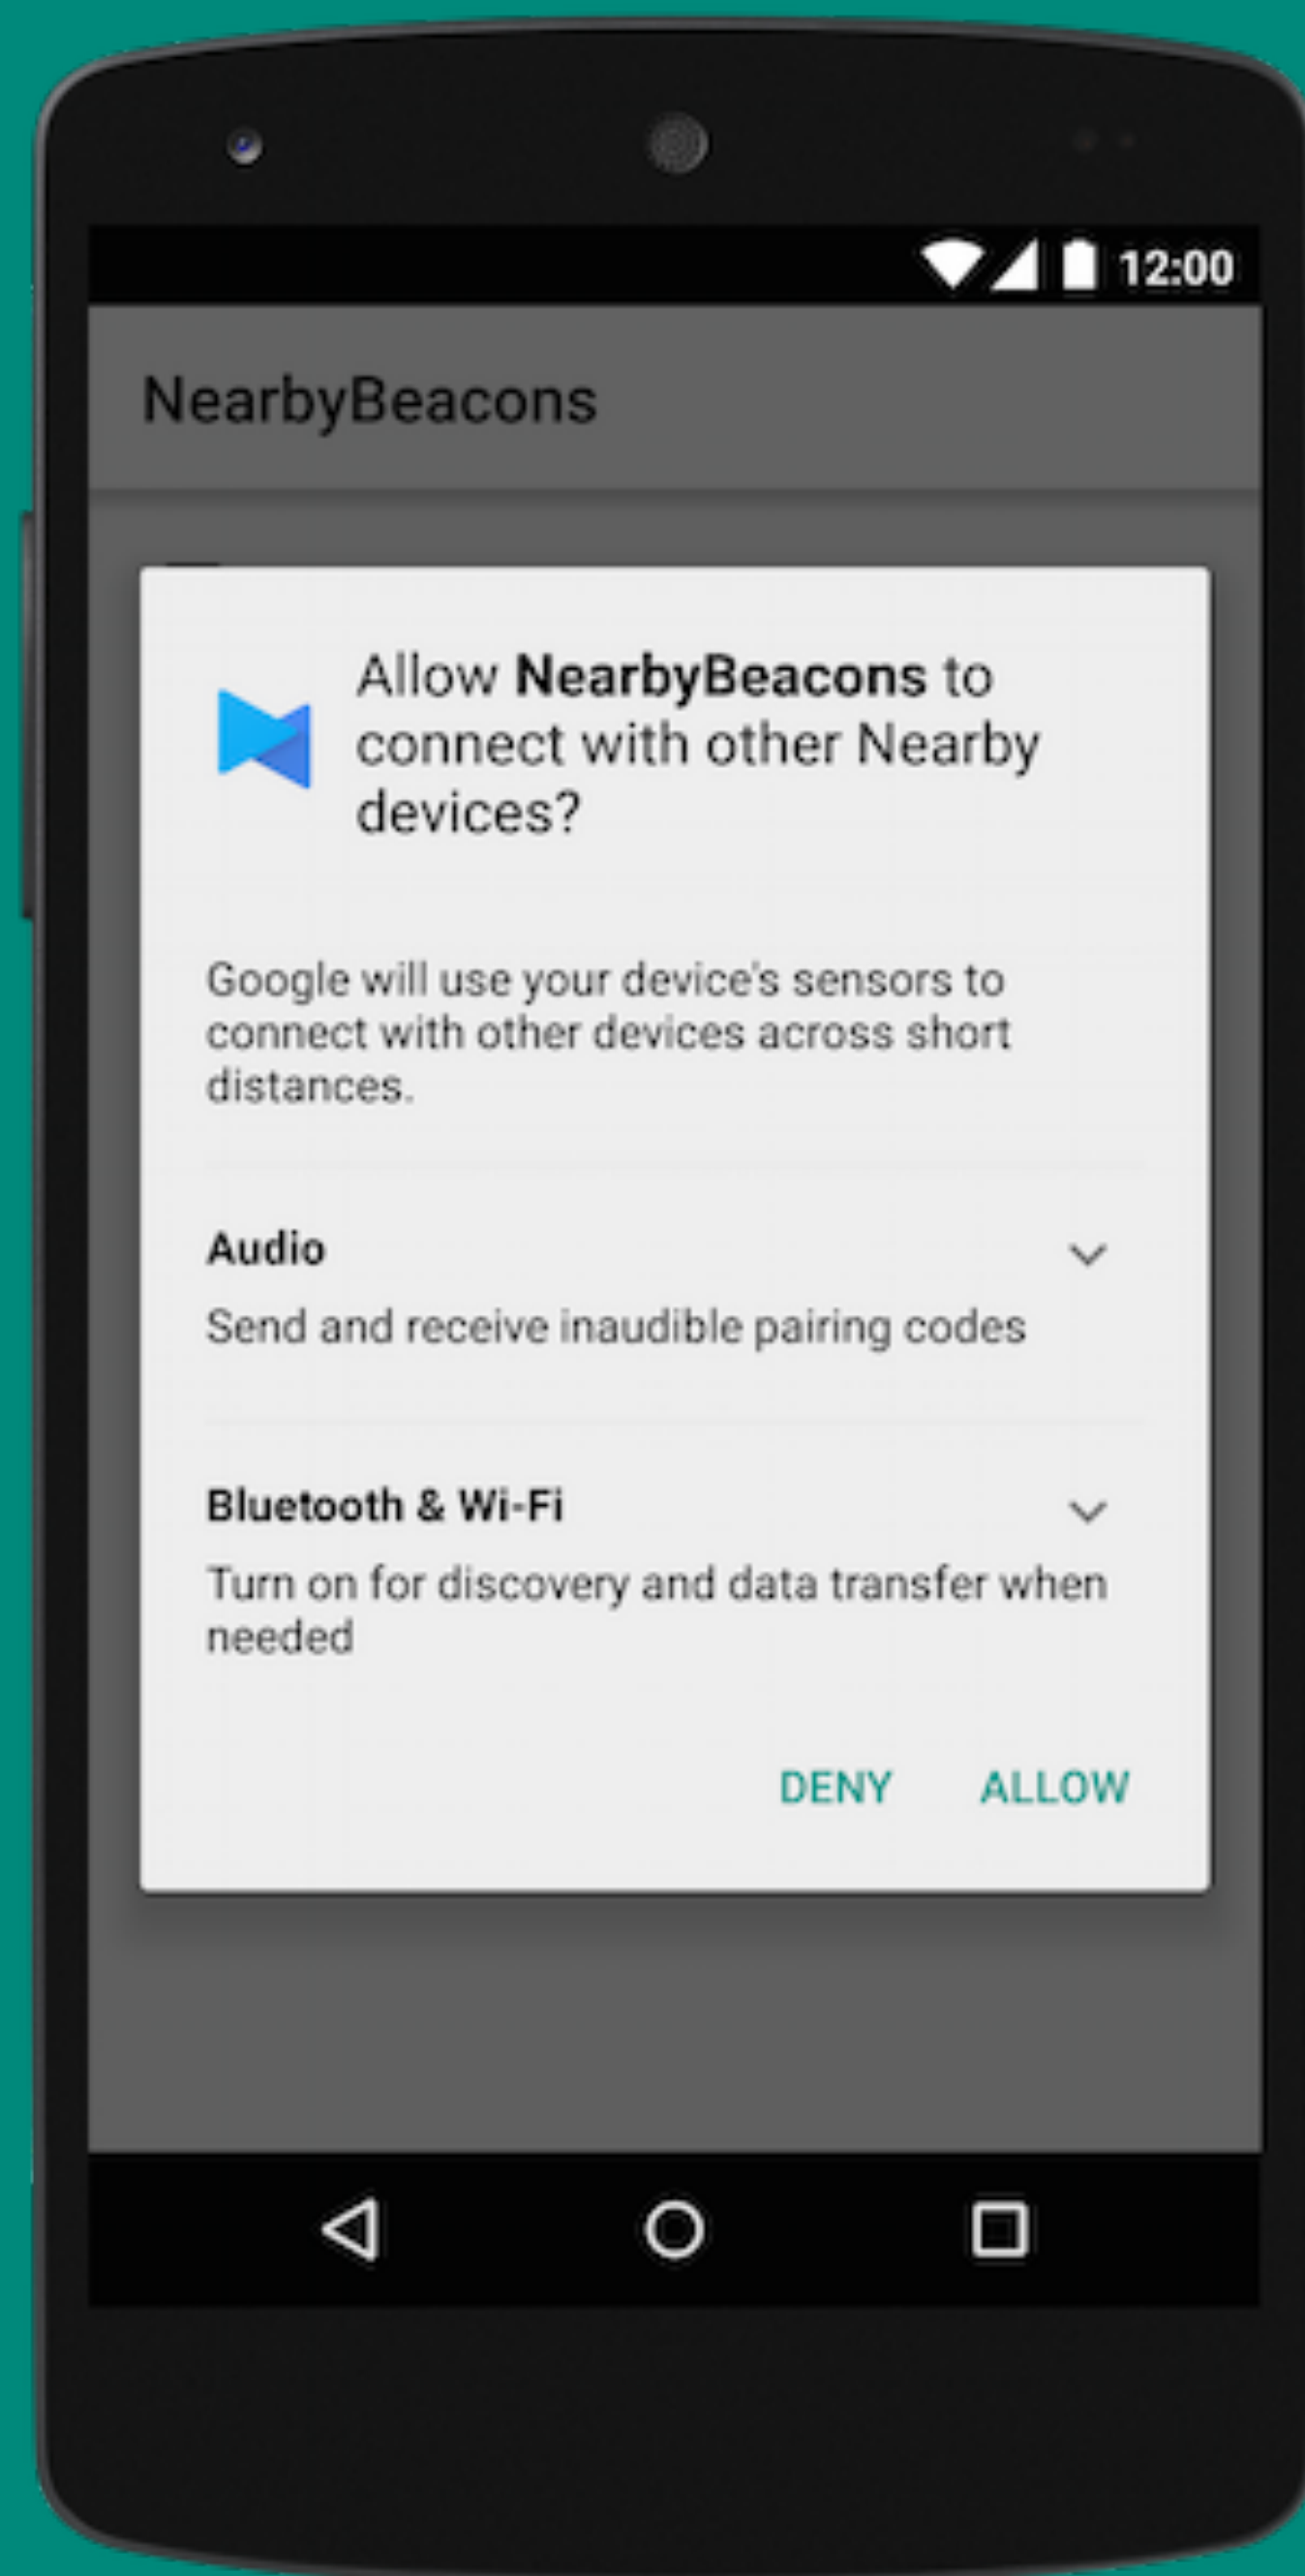 12:00
NearbyBeacons
Allow NearbyBeacons to
connect with other Nearby
devices?
Google will use your device's sensors to
connect with other devices across short
distances.
Audio
Send and receive inaudible pairing codes
Bluetooth & Wi-Fi
Turn on for discovery and data transfer when
needed
DENY ALLOW